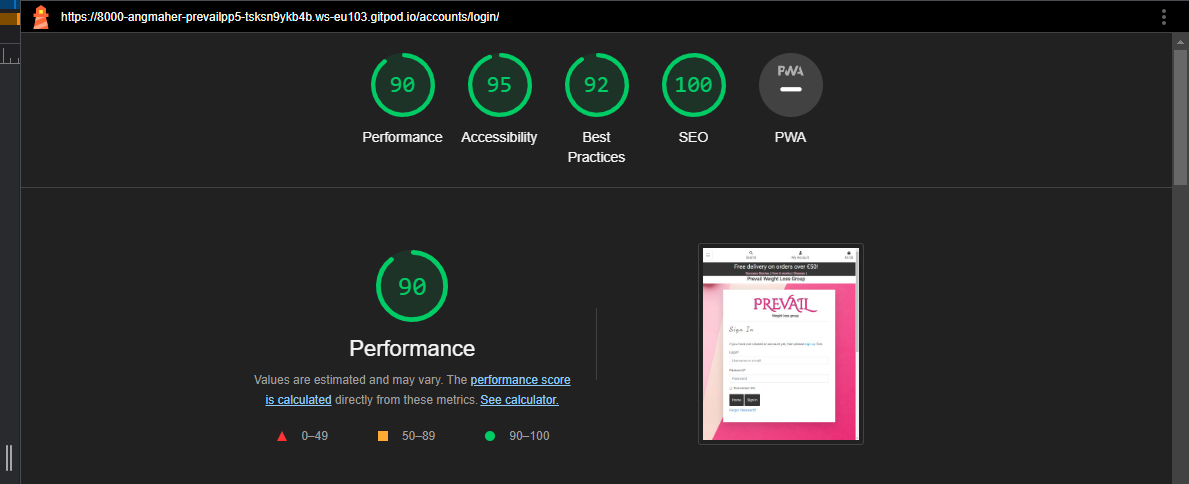 https://8000-angmaher-prevailpp5-tsksn9ykb4b.ws-eu103.gitpod.io/accounts/login/
90
95
92
100
PWA
Performance
Accessibility
Best
Practices
SEO
PWA
90
Performance
Values are estimated and may vary. The performance score
is calculated directly from these metrics. See calculator.
0–49
50–89
90–100
Free delivery on orders over €50!
Prevail Weight Loss Group
PREVAIL
Weight loss group
Sign In
Home
Sign In